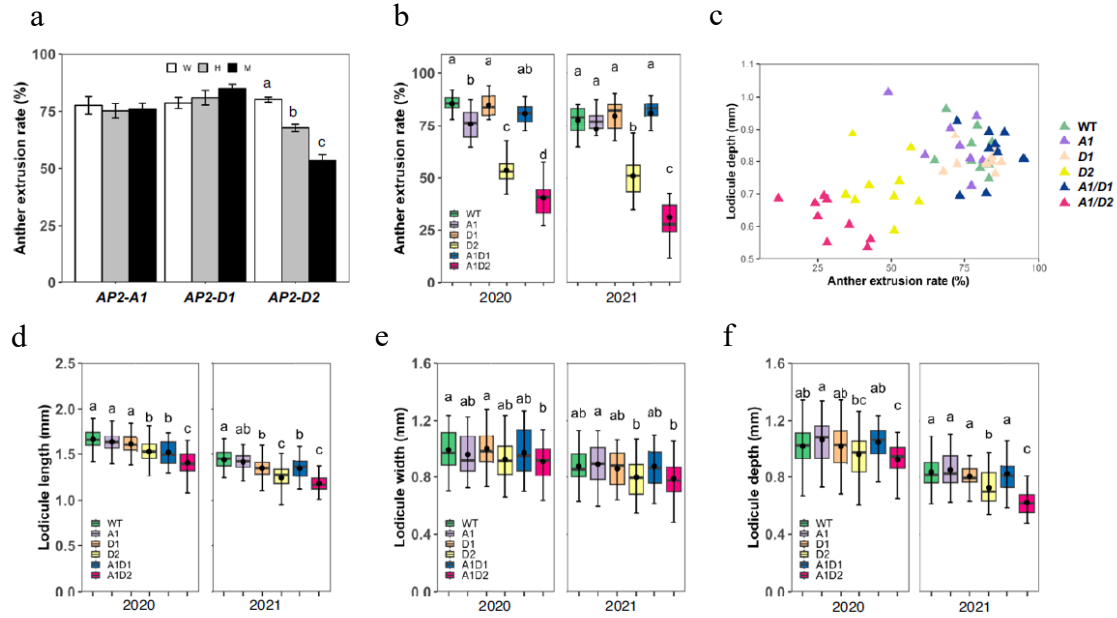 a
Anther extrusion rate (%)
100
75
50
25
0
W H M
a
b
c
AP2-A1 AP2-D1 AP2-D2
b
Anther extrusion rate (%)
100
75
50
25
0
a
b
a
c
ab
d
a
a
a
b
a
c
WT
A1
D1
D2
A1D1
A1D2
2020 2021
c
Lodicule depth (mm)
1.1
1.0
0.9
0.8
0.7
0.6
0.5
25 50 75 100
Anther extrusion rate (%)
WT
A1
D1
D2
A1/D1
A1/D2
d
Lodicule length (mm)
2.5
2.0
1.5
1.0
0.5
0.0
a a a b b c
a ab b c b c
WT
A1
D1
D2
A1D1
A1D2
2020 2021
e
Lodicule width (mm)
1.6
1.2
0.8
0.4
0.0
a ab a ab ab b
ab a ab b ab b
WT
A1
D1
D2
A1D1
A1D2
2020 2021
f
Lodicule depth (mm)
1.6
1.2
0.8
0.4
0.0
ab a ab bc ab c
a a a b a c
WT
A1
D1
D2
A1D1
A1D2
2020 2021